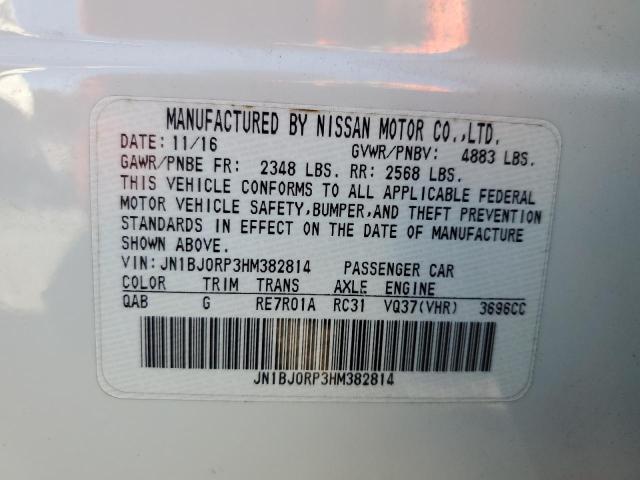 MANUFACTURED BY NISSAN MOTOR CO.,LTD.
DATE: 11/16 GVWR/PNBV: 4883 LBS.
GAWR/PNBE FR: 2348 LBS. RR: 2568 LBS.
THIS VEHICLE CONFORMS TO ALL APPLICABLE FEDERAL
MOTOR VEHICLE SAFETY,BUMPER,AND THEFT PREVENTION
STANDARDS IN EFFECT ON THE DATE OF MANUFACTURE
SHOWN ABOVE.
VIN: JN1BJ0RP3HM382814 PASSENGER CAR
COLOR TRIM TRANS AXLE ENGINE
QAB G RE7R01A RC31 VQ37(VHR) 3696CC
JN1BJ0RP3HM382814